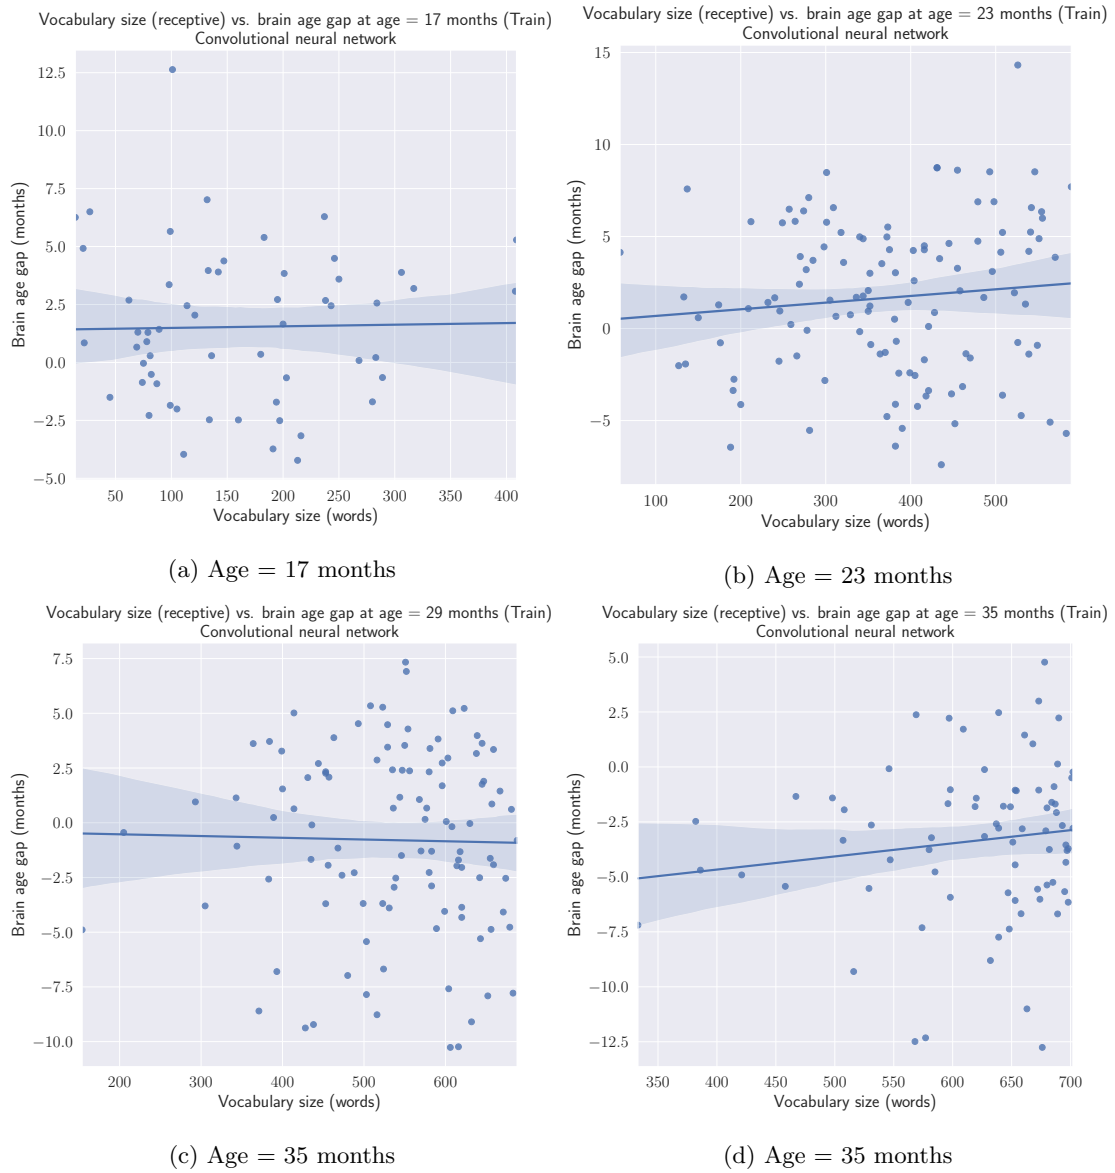 Vocabulary size (receptive) vs. brain age gap at age = 17 months (Train)
Convolutional neural network
12.5
10.0
7.5
5.0
2.5
0.0
−2.5
−5.0
Brain age gap (months)
50 100 150 200 250 300 350 400
Vocabulary size (words)
(a) Age = 17 months
Vocabulary size (receptive) vs. brain age gap at age = 23 months (Train)
Convolutional neural network
15
10
5
0
−5
Brain age gap (months)
100 200 300 400 500
Vocabulary size (words)
(b) Age = 23 months
Vocabulary size (receptive) vs. brain age gap at age = 29 months (Train)
Convolutional neural network
7.5
5.0
2.5
0.0
−2.5
−5.0
−7.5
−10.0
Brain age gap (months)
200 300 400 500 600
Vocabulary size (words)
(c) Age = 35 months
Vocabulary size (receptive) vs. brain age gap at age = 35 months (Train)
Convolutional neural network
5.0
2.5
0.0
−2.5
−5.0
−7.5
−10.0
−12.5
Brain age gap (months)
350 400 450 500 550 600 650 700
Vocabulary size (words)
(d) Age = 35 months